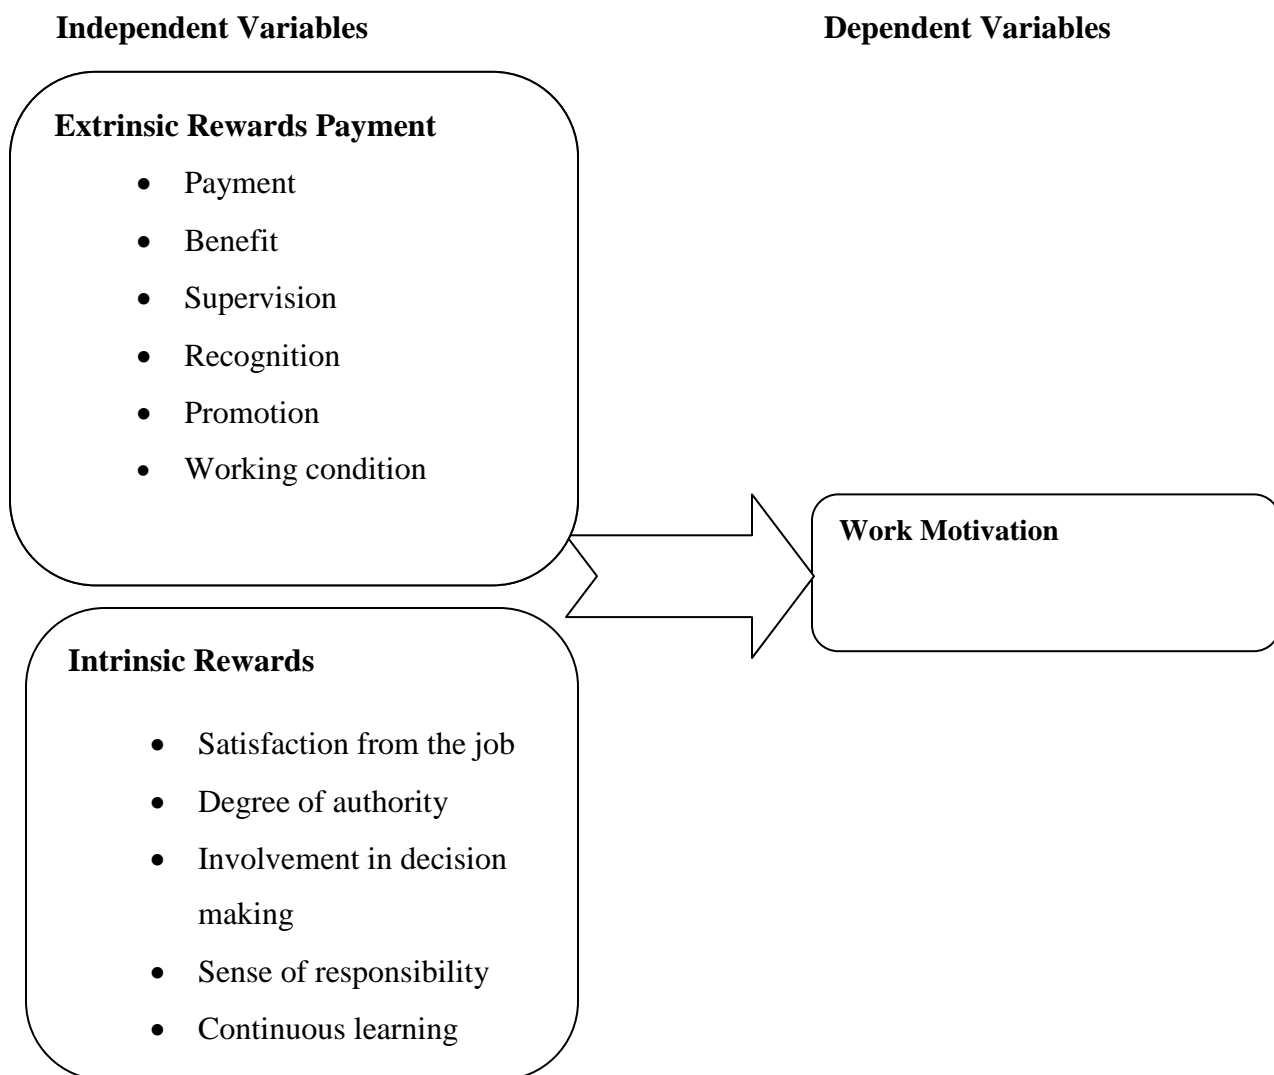 Independent Variables
Dependent Variables
Extrinsic Rewards Payment
• Payment
• Benefit
• Supervision
• Recognition
• Promotion
• Working condition
Work Motivation
Intrinsic Rewards
• Satisfaction from the job
• Degree of authority
• Involvement in decision
making
• Sense of responsibility
• Continuous learning